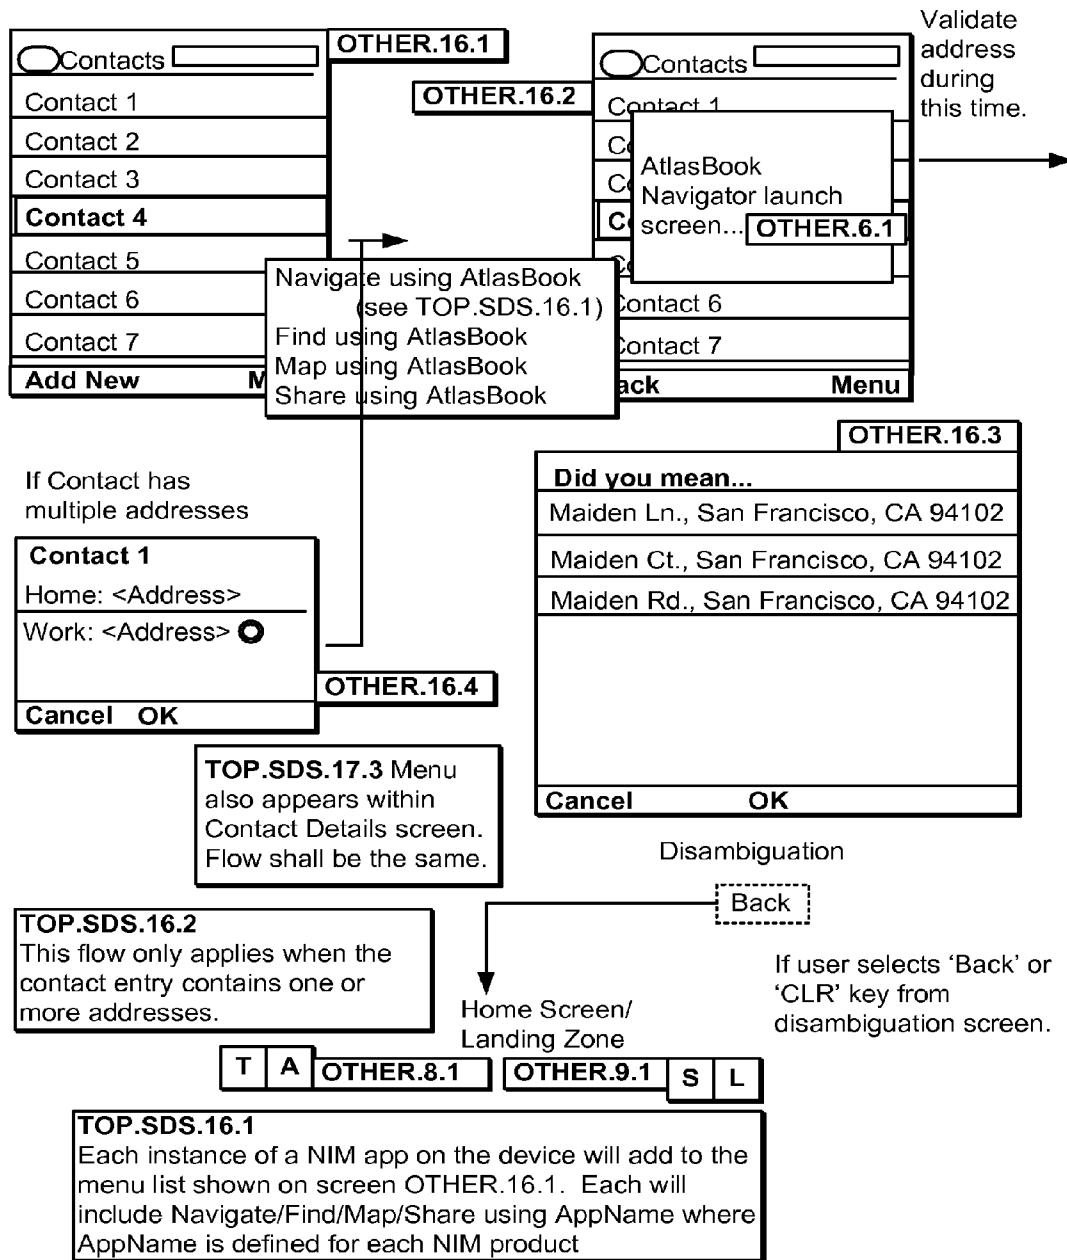 Contacts
OTHER.16.1
Contact 1
Contact 2
Contact 3
Contact 4
Contact 5
Contact 6
Contact 7
Add New M
Navigate using AtlasBook
(see TOP.SDS.16.1)
Find using AtlasBook
Map using AtlasBook
Share using AtlasBook
OTHER.16.2
Contacts
Contact 1
Co
Co
Co
AtlasBook
Navigator launch
screen...
OTHER.6.1
Contact 6
Contact 7
ack Menu
Validate
address
during
this time.
If Contact has
multiple addresses
Contact 1
Home: <Address>
Work: <Address>
Cancel OK
OTHER.16.4
OTHER.16.3
Did you mean...
Maiden Ln., San Francisco, CA 94102
Maiden Ct., San Francisco, CA 94102
Maiden Rd., San Francisco, CA 94102
Cancel OK
Disambiguation
Back
If user selects ‘Back’ or
‘CLR’ key from
disambiguation screen.
TOP.SDS.17.3 Menu
also appears within
Contact Details screen.
Flow shall be the same.
TOP.SDS.16.2
This flow only applies when the
contact entry contains one or
more addresses.
Home Screen/
Landing Zone
T A OTHER.8.1 OTHER.9.1 S L
TOP.SDS.16.1
Each instance of a NIM app on the device will add to the
menu list shown on screen OTHER.16.1. Each will
include Navigate/Find/Map/Share using AppName where
AppName is defined for each NIM product